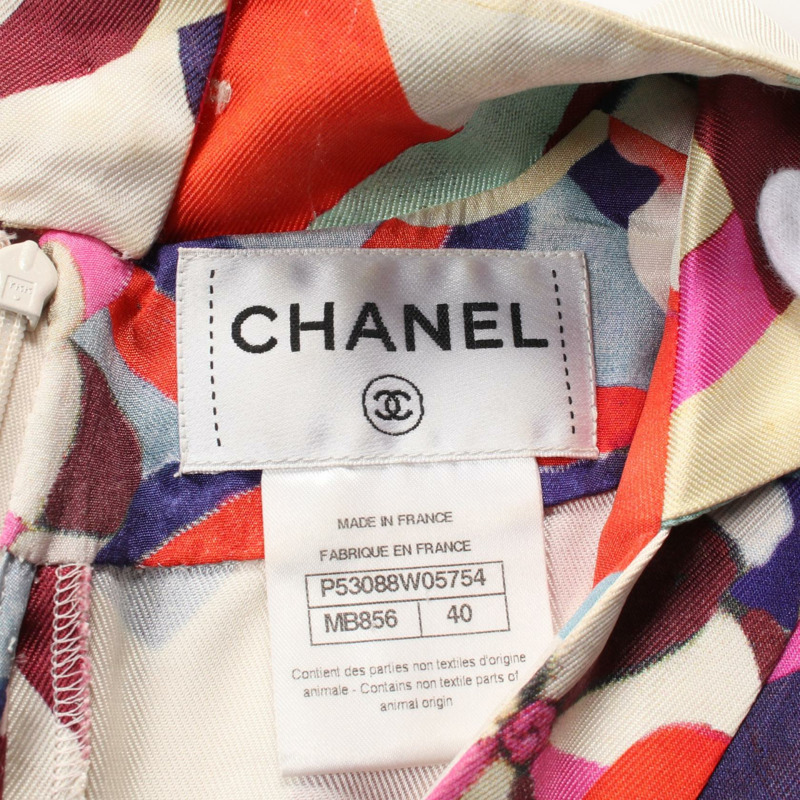 CHANEL
MADE IN FRANCE
FABRIQUE EN FRANCE
P53088W05754
MB856 40
Contient des parties non textiles d'origine
animale - Contains non textile parts of
animal origin